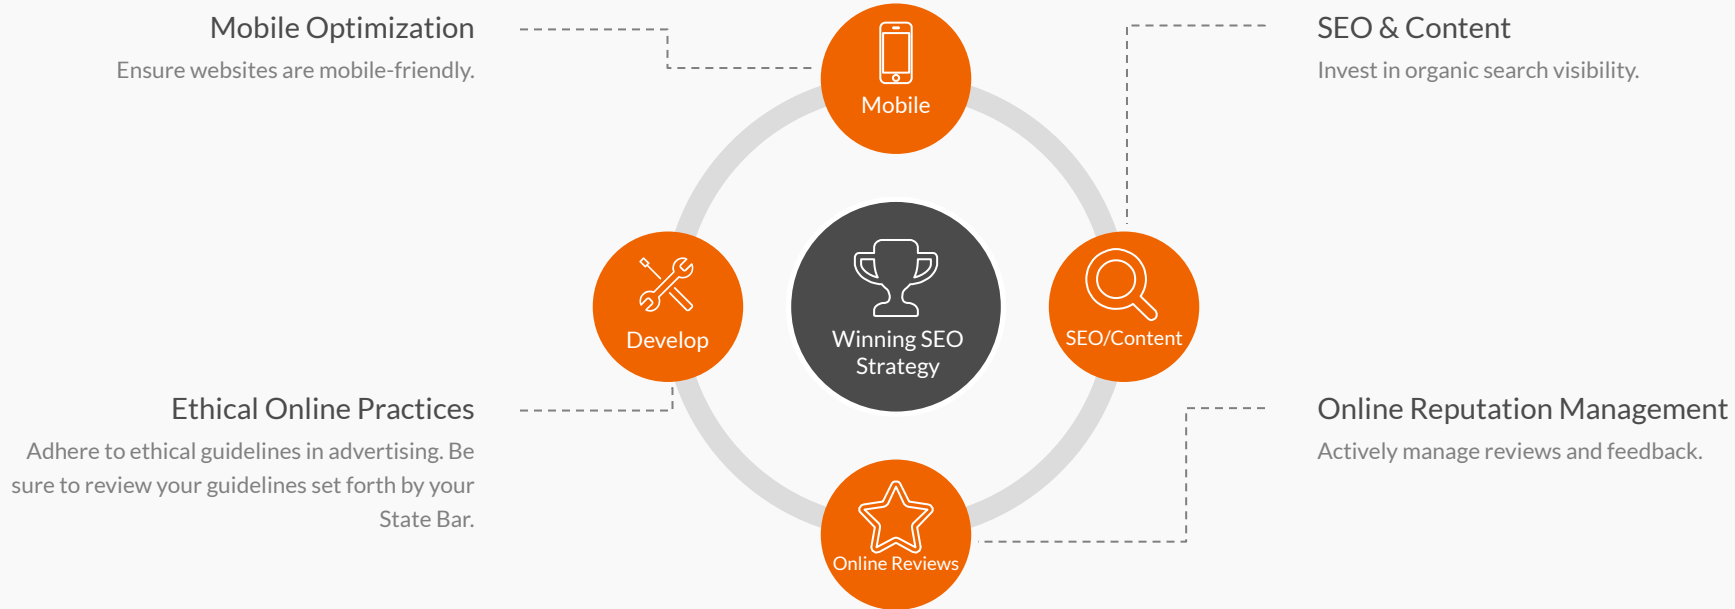 Mobile Optimization
Ensure websites are mobile-friendly.
Mobile
SEO & Content
Invest in organic search visibility.
Develop
Winning SEO
Strategy
SEO/Content
Ethical Online Practices
Adhere to ethical guidelines in advertising. Be
sure to review your guidelines set forth by your
State Bar.
Online Reviews
Online Reputation Management
Actively manage reviews and feedback.